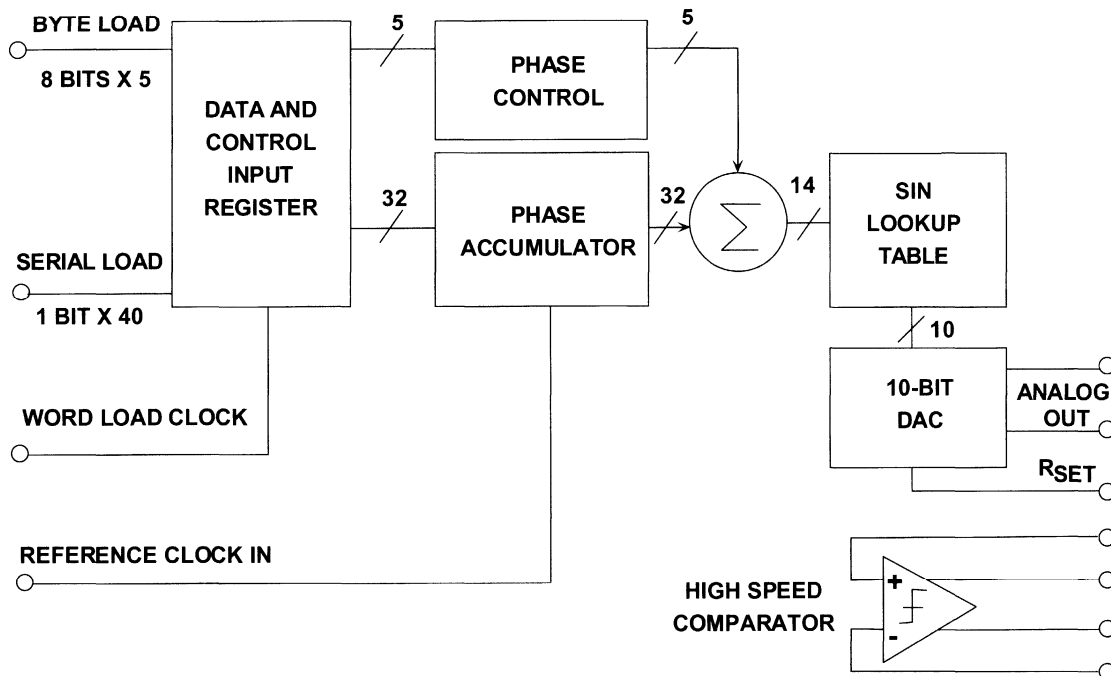 BYTE LOAD
8 BITS X 5
DATA AND
CONTROL
INPUT
REGISTER
SERIAL LOAD
1 BIT X 40
WORD LOAD CLOCK
REFERENCE CLOCK IN
5
PHASE
CONTROL
5
32
PHASE
ACCUMULATOR
32
Σ
14
SIN
LOOKUP
TABLE
10
10-BIT
DAC
ANALOG
OUT
RSET
HIGH SPEED
COMPARATOR
+
-